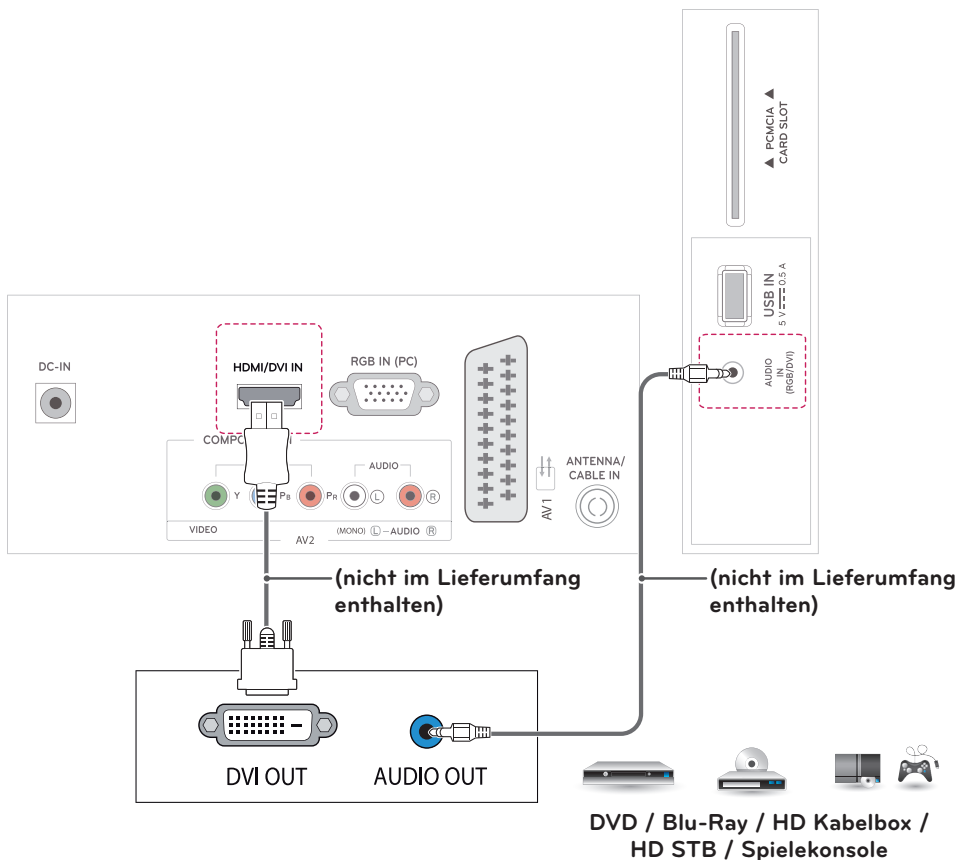 ▲ PCMCIA ▲
CARD SLOT
USB IN
5 V 0.5 A
AUDIO
IN
(RGB/DVI)
DC-IN
HDMI/DVI IN
RGB IN (PC)
AUDIO
Y
PB
PR
L
R
VIDEO
(MONO) L – AUDIO R
AV2
AV1
ANTENNA/
CABLE IN
(nicht im Lieferumfang
enthalten)
(nicht im Lieferumfang
enthalten)
DVI OUT
AUDIO OUT
DVD / Blu-Ray / HD Kabelbox /
HD STB / Spielekonsole